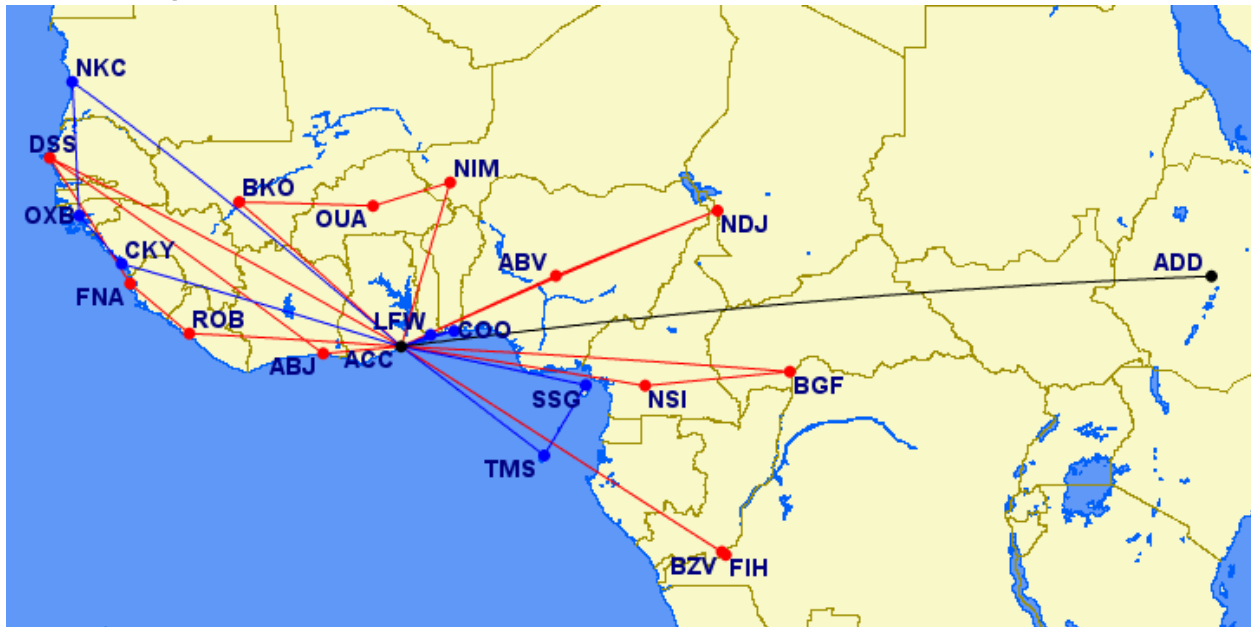 NKC
DSS
NIM
BKO
OUA
NDJ
OXB
CKY
ABV
ADD
FNA
ROB
LFW
COO
ABJ
ACC
SSG
NSI
BGF
TMS
BZV
FIH